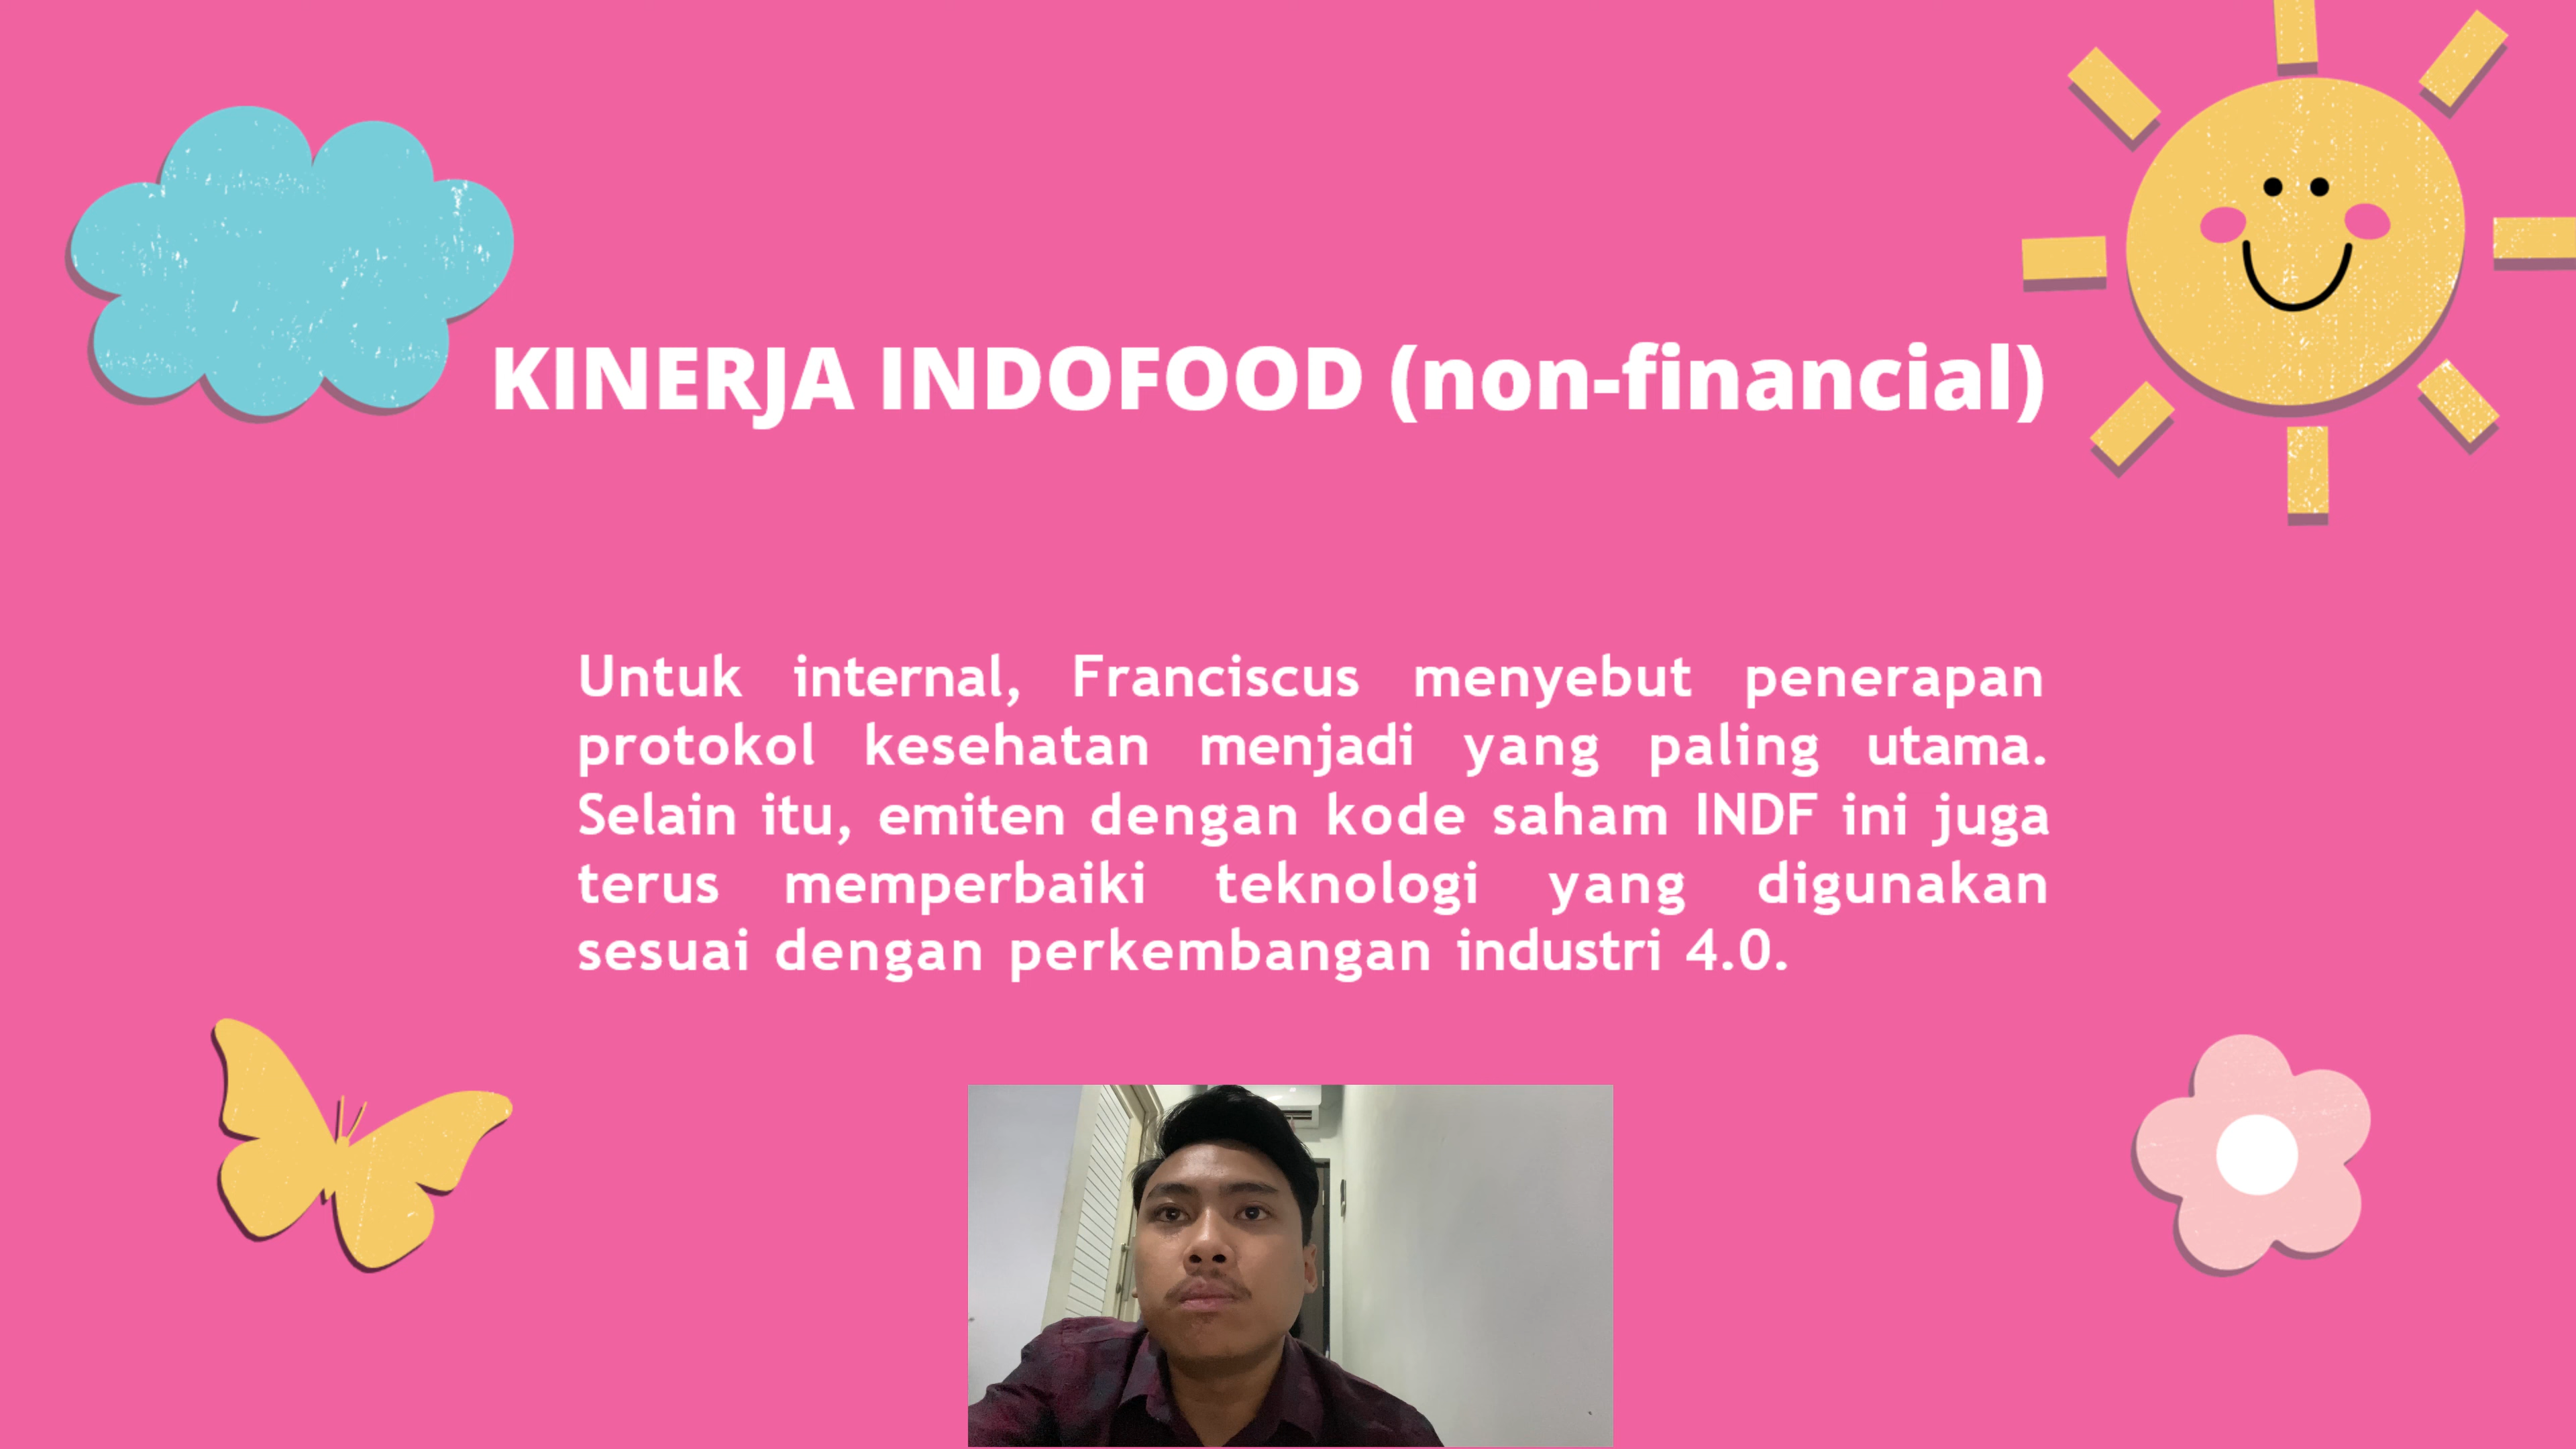 KINERJA INDOFOOD (non-financial)
Untuk internal, Franciscus menyebut penerapan
protokol kesehatan menjadi yang paling utama.
Selain itu, emiten dengan kode saham INDF ini juga
terus memperbaiki teknologi yang digunakan
sesuai dengan perkembangan industri 4.0.